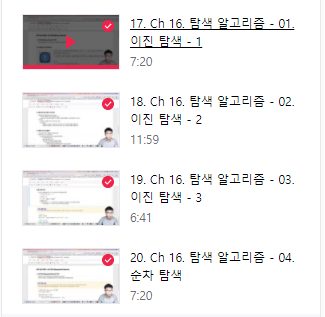 17. Ch 16. 탐색 알고리즘 - 01.
이진 탐색 - 1
7:20
18. Ch 16. 탐색 알고리즘 - 02.
이진 탐색 - 2
11:59
19. Ch 16. 탐색 알고리즘 - 03.
이진 탐색 - 3
6:41
20. Ch 16. 탐색 알고리즘 - 04.
순차 탐색
7:20